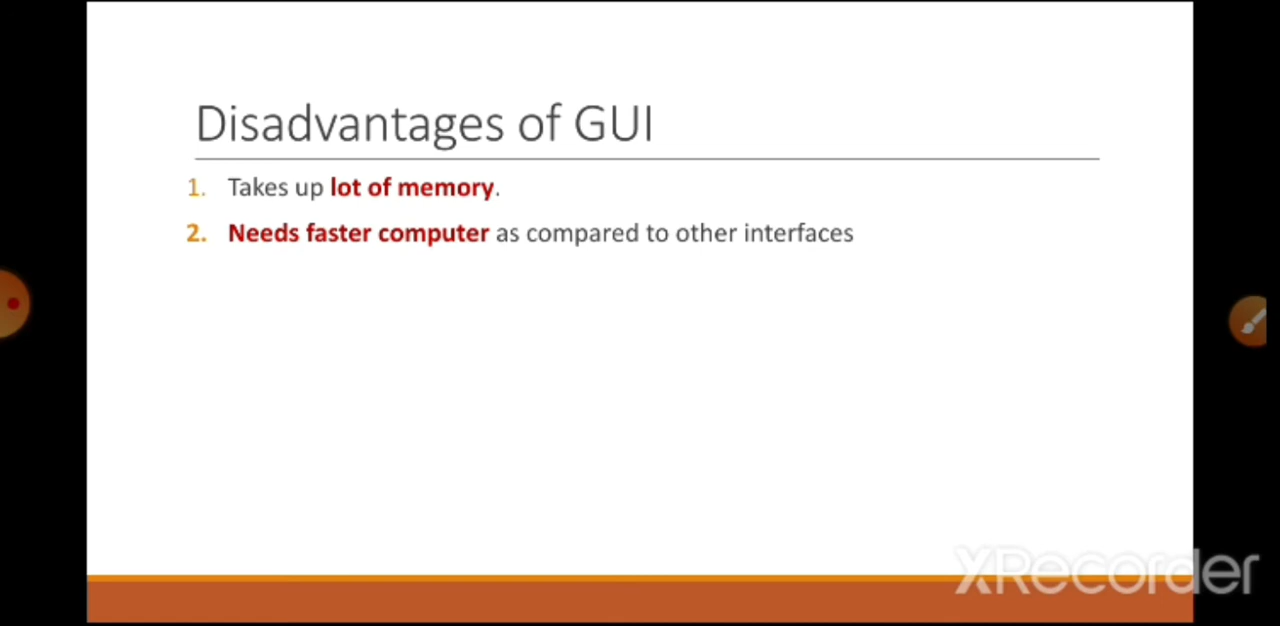 Disadvantages of GUI
1. Takes up lot of memory.
2. Needs faster computer as compared to other interfaces
XRecorder